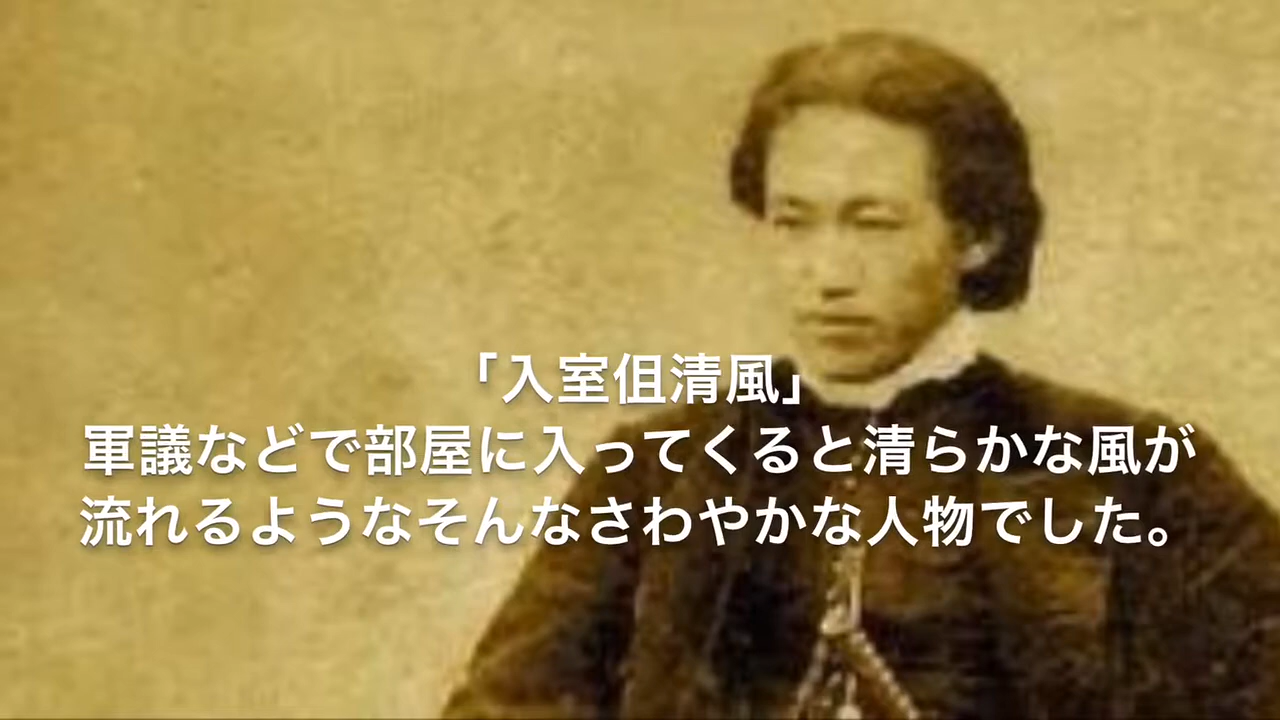 「入室伹清風」
軍議などで部屋に入ってくると清らかな風が
流れるようなそんなさわやかな人物でした。